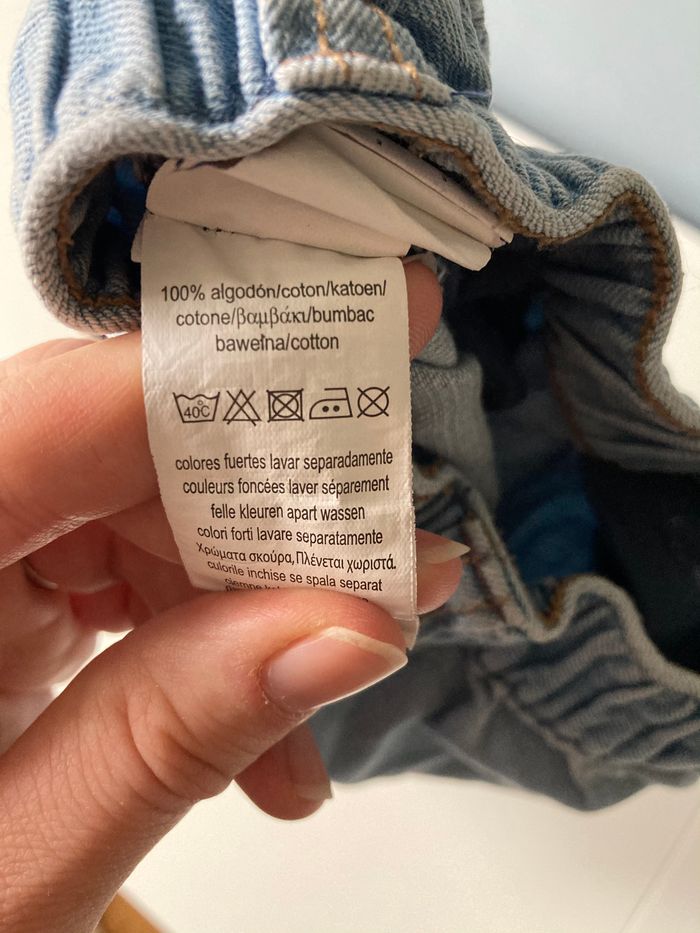 100% algodón/coton/katoen/
cotone/βαμβάκι/bumbac
bawełna/cotton
40°C
colores fuertes lavar separadamente
couleurs foncées laver séparement
felle kleuren apart wassen
colori forti lavare separatamente
Χρώματα σκούρα,Πλένεται χωριστά.
culorile inchise se spala separat
ciemne